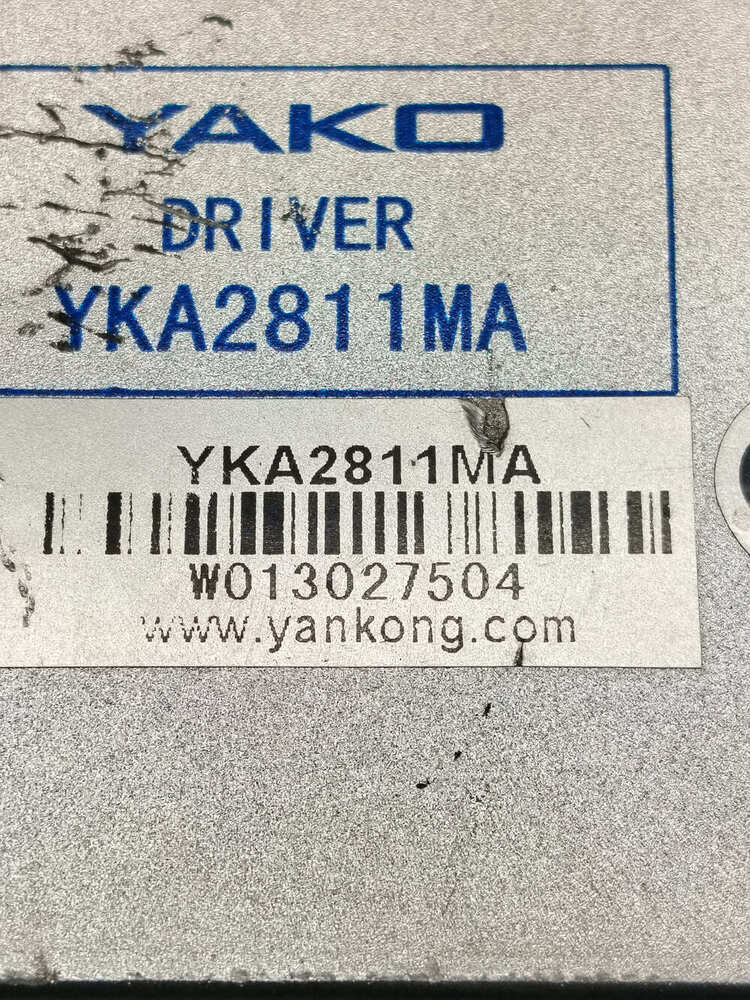 YAKO
DRIVER
YKA2811MA
YKA2811MA
W013027504
www.yankong.com